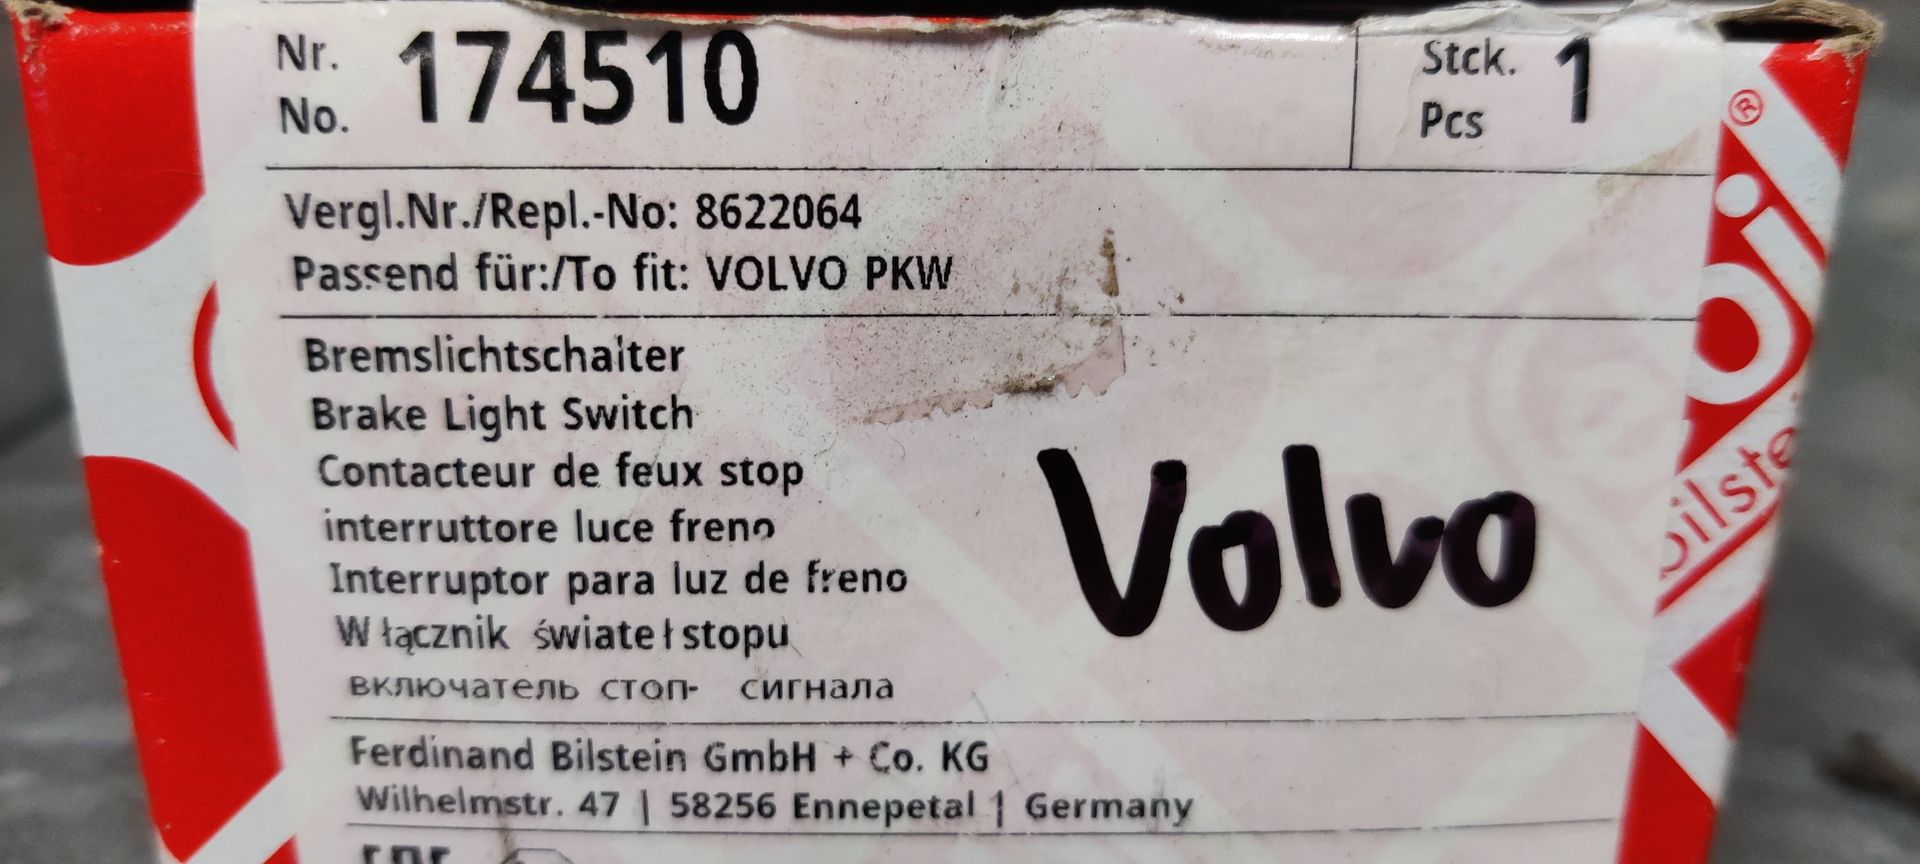 Nr. 174510 Stck. 1
No. Pcs
Vergl.Nr./Repl.-No: 8622064
Passend für:/To fit: VOLVO PKW
Bremslichtschalter
Brake Light Switch
Contacteur de feux stop
interruttore luce freno
Interruptor para luz de freno
Włącznik świateł stopu
включатель стоп- сигнала
Volvo
Ferdinand Bilstein GmbH + Co. KG
Wilhelmstr. 47 | 58256 Ennepetal | Germany
®